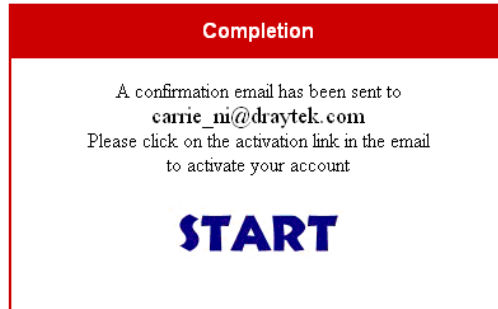 Completion
A confirmation email has been sent to
carrie_ni@draytek.com
Please click on the activation link in the email
to activate your account
START